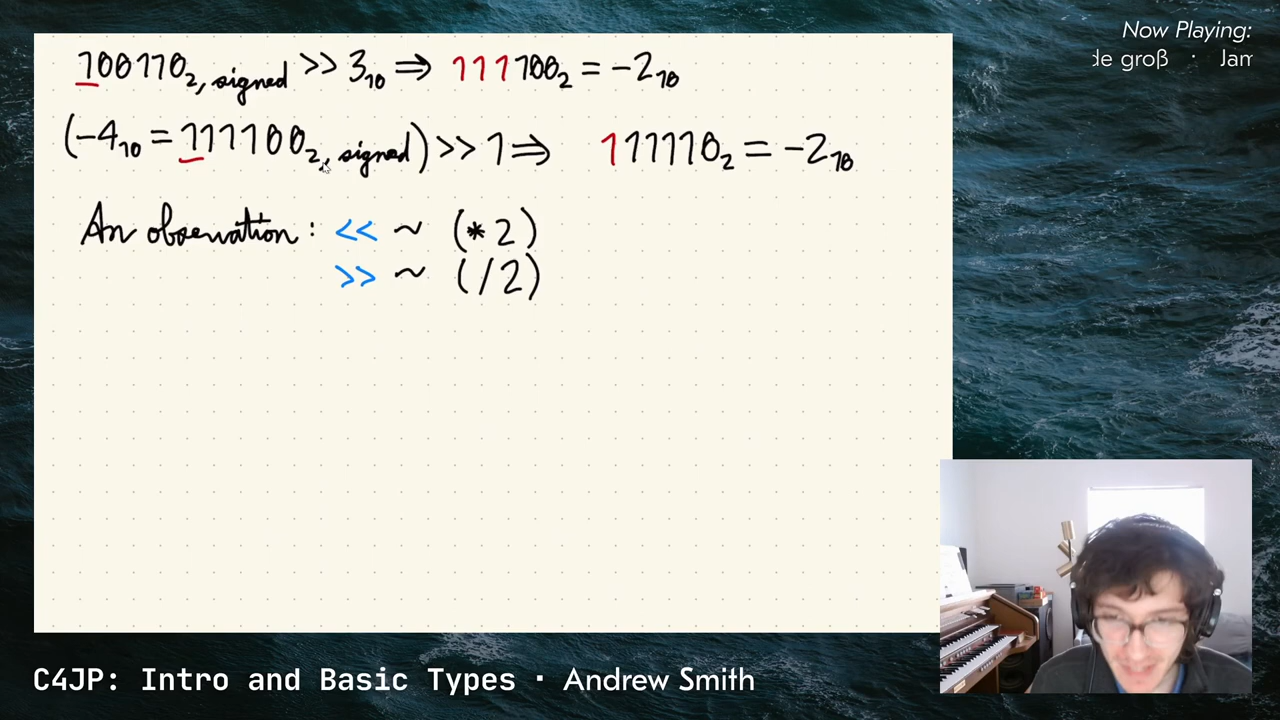 Now Playing:
de groß · Jam
100110₂, signed >> 3₁₀ ⇒ 111100₂ = -2₁₀
(-4₁₀ = 111100₂, signed) >> 1 ⇒ 111110₂ = -2₁₀
An observation: << ~ (* 2)
>> ~ (/2)
C4JP: Intro and Basic Types · Andrew Smith